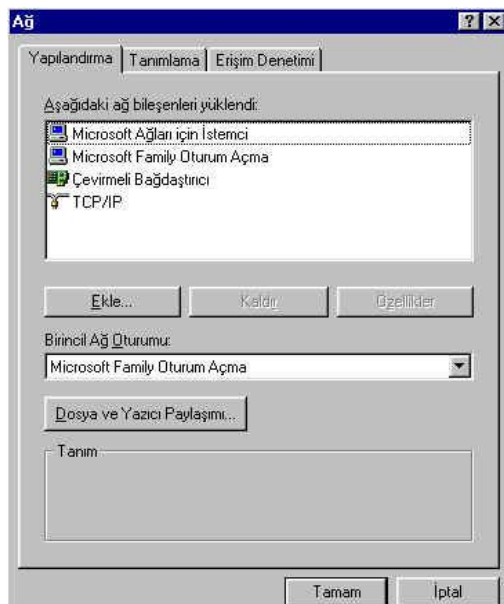 Ağ
Yapılandırma Tanımlama Erişim Denetimi
Aşağıdaki ağ bileşenleri yüklendi:
Microsoft Ağları için İstemci
Microsoft Family Oturum Açma
Çevirmeli Bağdaştırıcı
TCP/IP
Ekle... Kaldır Özellikler
Birincil Ağ Oturumu:
Microsoft Family Oturum Açma
Dosya ve Yazıcı Paylaşımı...
Tanım
Tamam İptal